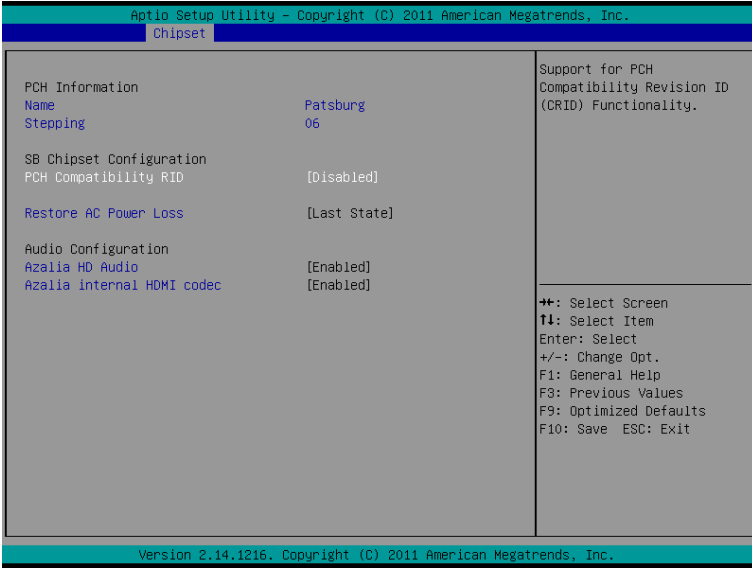 Aptio Setup Utility – Copyright (C) 2011 American Megatrends, Inc.
Chipset
PCH Information
Name Patsburg
Stepping 06
SB Chipset Configuration
PCH Compatibility RID [Disabled]
Restore AC Power Loss [Last State]
Audio Configuration
Azalia HD Audio [Enabled]
Azalia internal HDMI codec [Enabled]
Support for PCH
Compatibility Revision ID
(CRID) Functionality.
→←: Select Screen
↑↓: Select Item
Enter: Select
+/-: Change Opt.
F1: General Help
F3: Previous Values
F9: Optimized Defaults
F10: Save ESC: Exit
Version 2.14.1216. Copyright (C) 2011 American Megatrends, Inc.